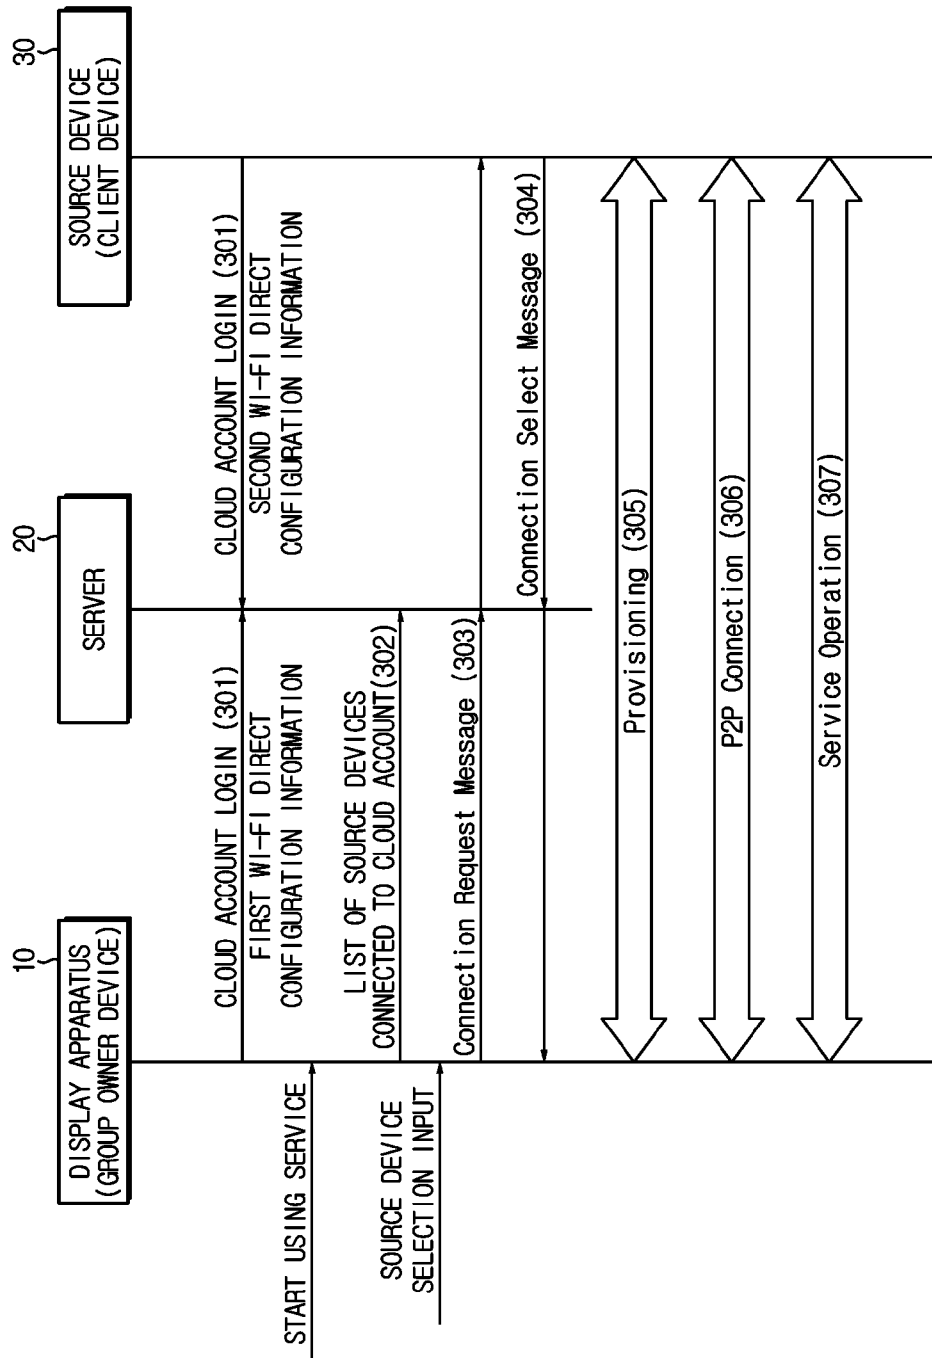 10
20
30
DISPLAY APPARATUS
(GROUP OWNER DEVICE)
SERVER
SOURCE DEVICE
(CLIENT DEVICE)
CLOUD ACCOUNT LOGIN (301)
FIRST WI-FI DIRECT
CONFIGURATION INFORMATION
CLOUD ACCOUNT LOGIN (301)
SECOND WI-FI DIRECT
CONFIGURATION INFORMATION
START USING SERVICE
LIST OF SOURCE DEVICES
CONNECTED TO CLOUD ACCOUNT(302)
SOURCE DEVICE
SELECTION INPUT
Connection Request Message (303)
Connection Select Message (304)
Provisioning (305)
P2P Connection (306)
Service Operation (307)